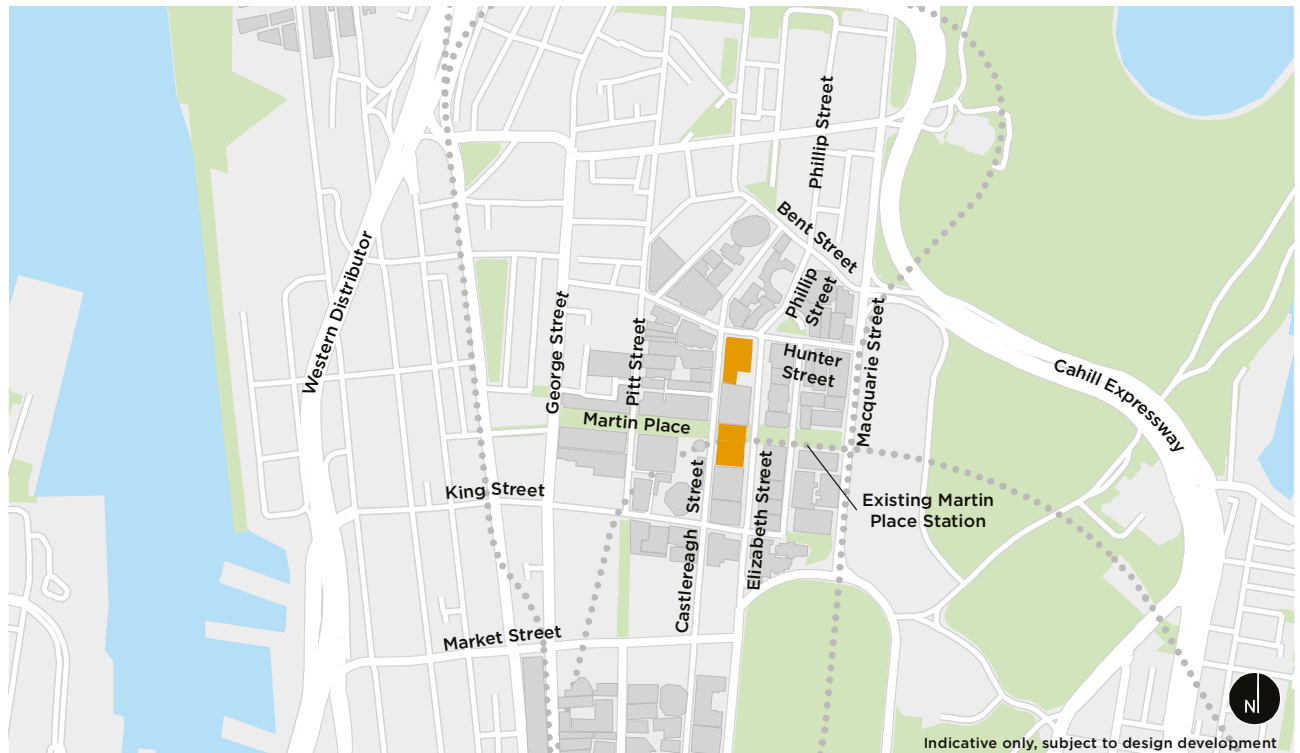 Phillip Street
Bent Street
Western Distributor
Phillip
Street
George Street
Pitt Street
Macquarie Street
Hunter
Street
Cahill Expressway
Martin Place
King Street
Castlereagh Street
Elizabeth Street
Existing Martin
Place Station
Market Street
N
Indicative only, subject to design development